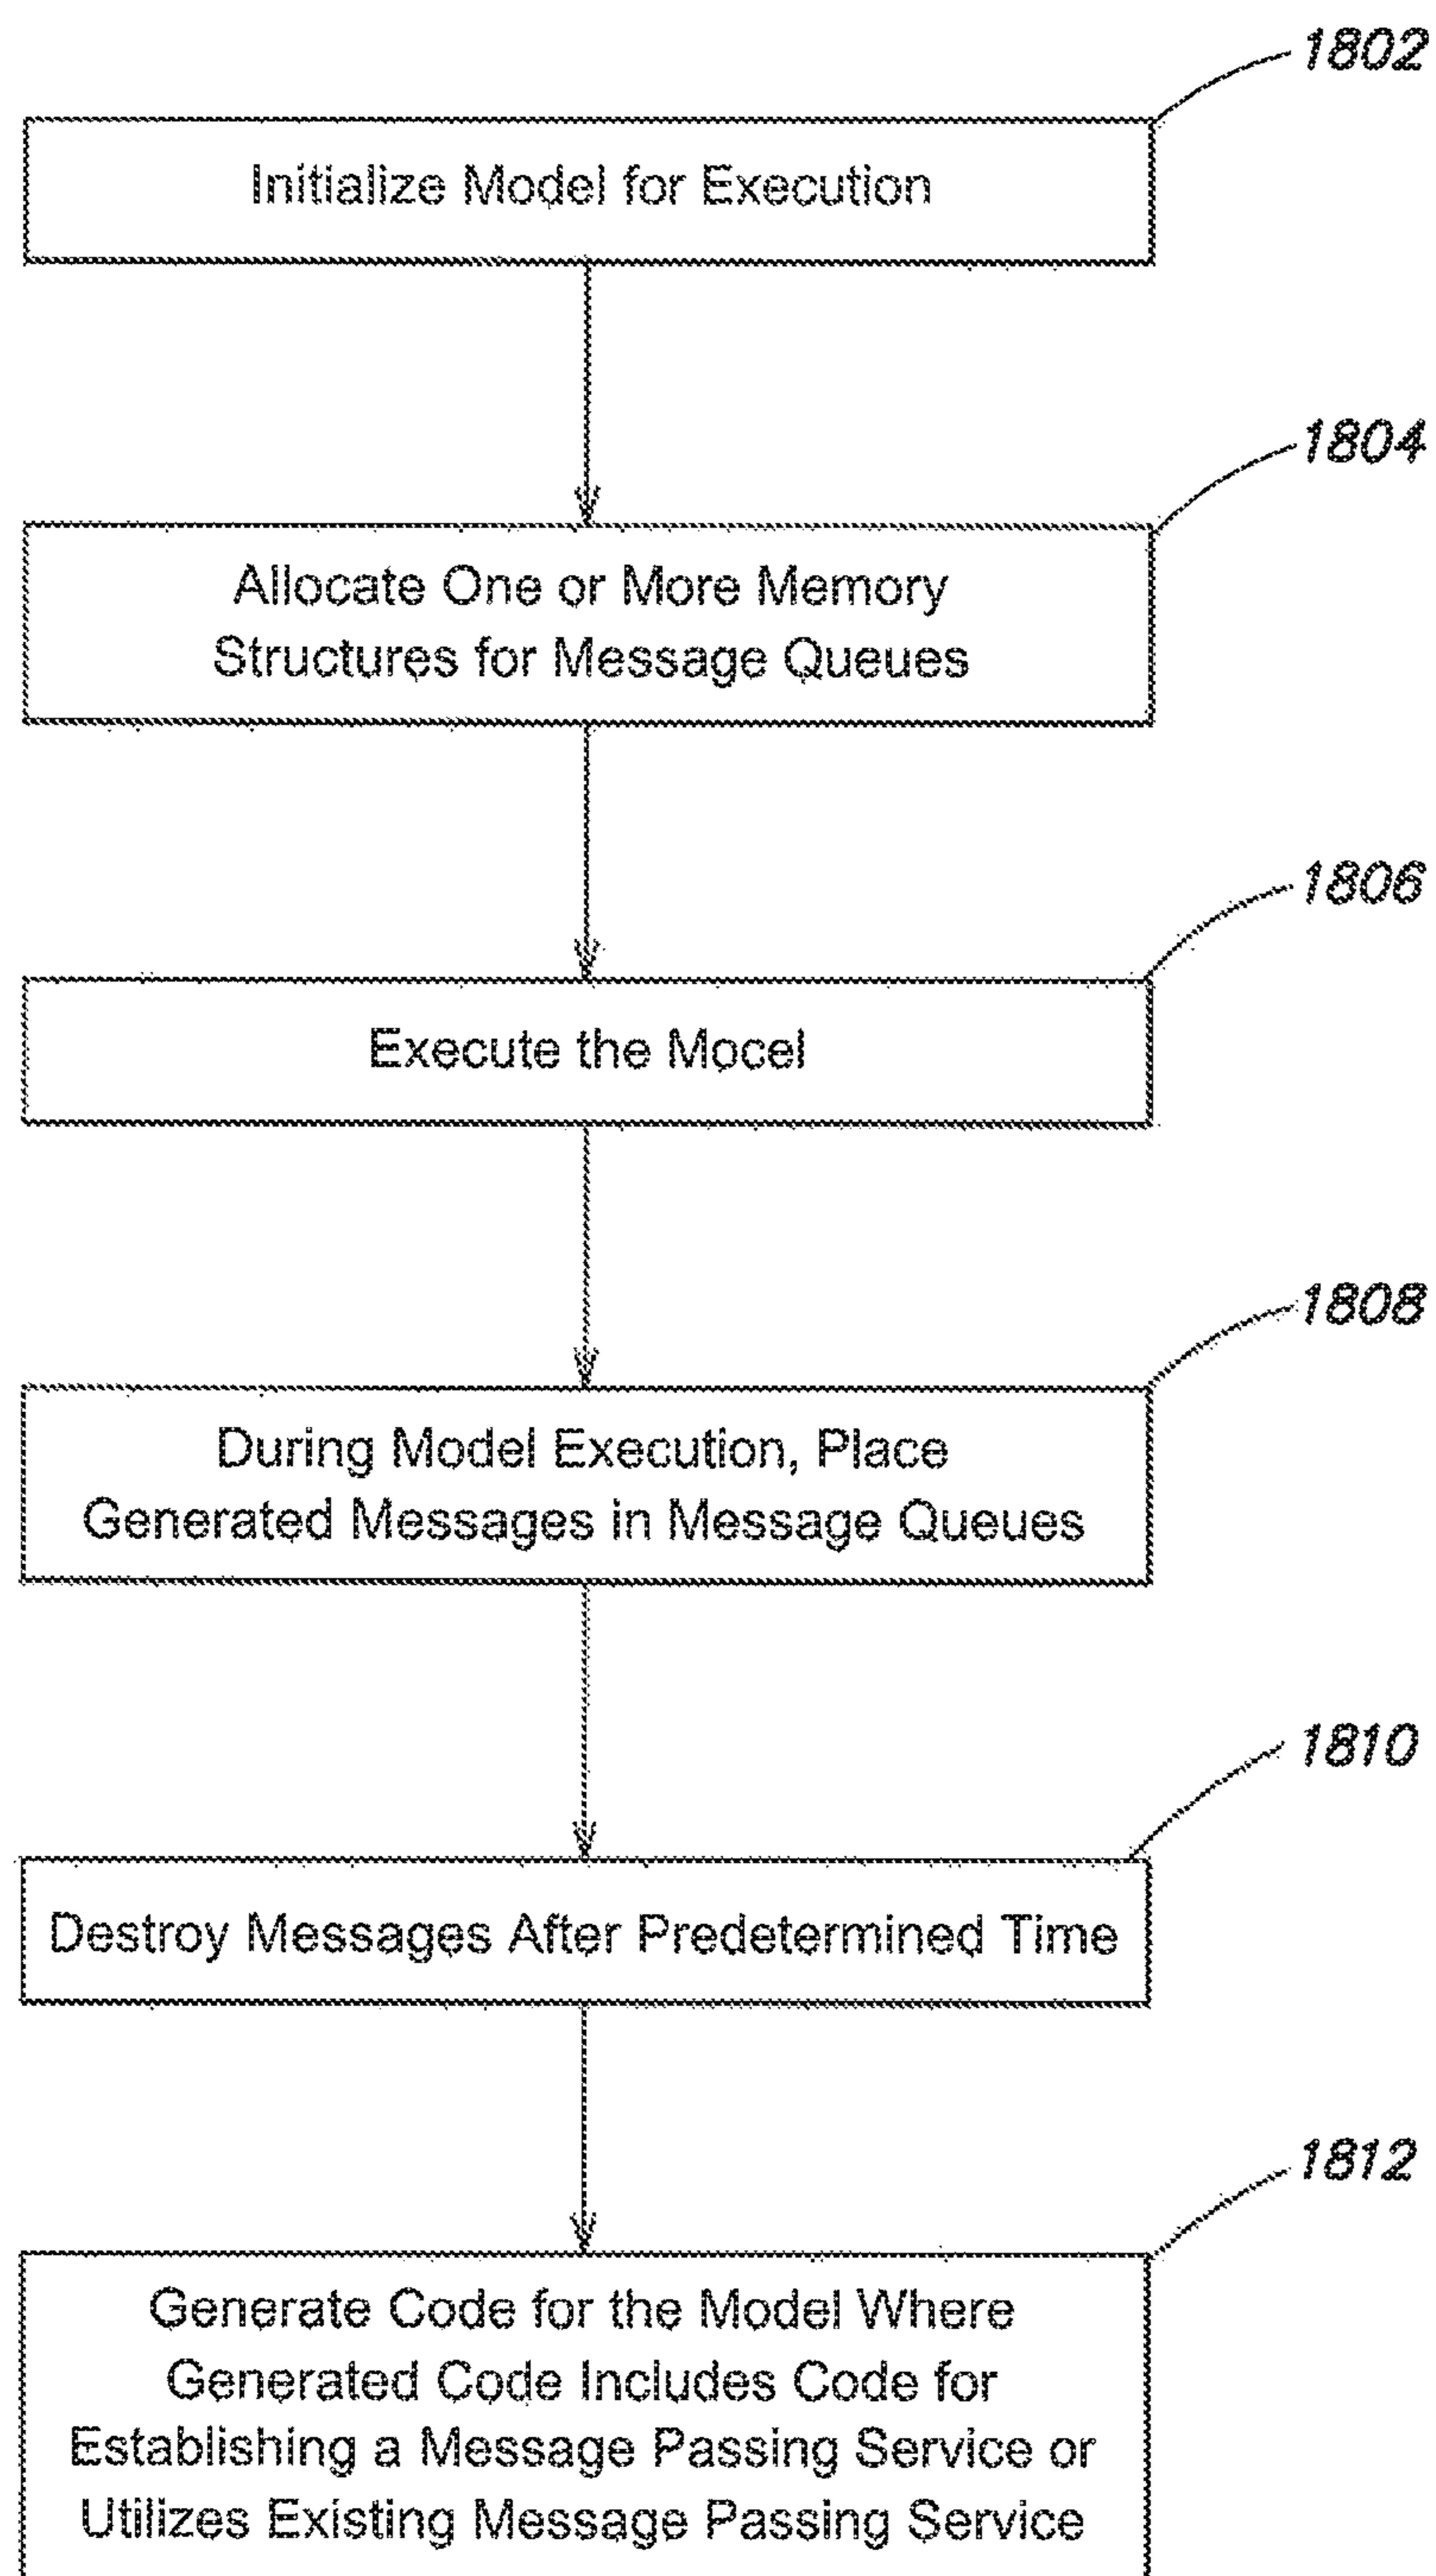 1802
Initialize Model for Execution
1804
Allocate One or More Memory
Structures for Message Queues
1806
Execute the Mocel
1808
During Model Execution, Place
Generated Messages in Message Queues
1810
Destroy Messages After Predetermined Time
1812
Generate Code for the Model Where
Generated Code Includes Code for
Establishing a Message Passing Service or
Utilizes Existing Message Passing Service